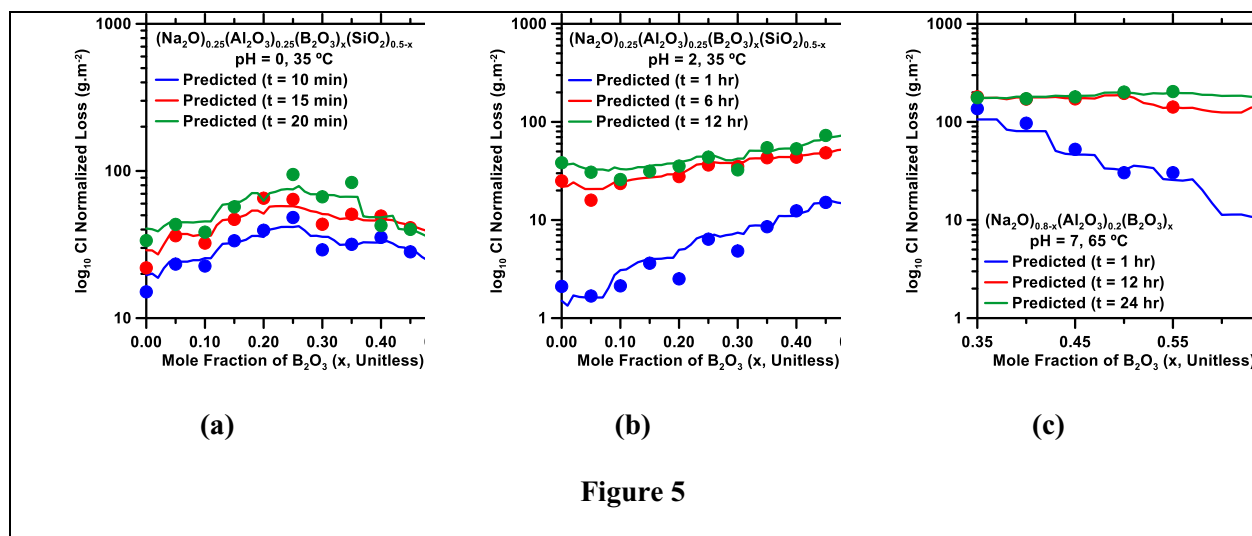 log₁₀ CI Normalized Loss (g.m⁻²)
1000
100
10
(Na₂O)₀.₂₅(Al₂O₃)₀.₂₅(B₂O₃)ₓ(SiO₂)₀.₅₋ₓ
pH = 0, 35 ºC
Predicted (t = 10 min)
Predicted (t = 15 min)
Predicted (t = 20 min)
0.00 0.10 0.20 0.30 0.40
Mole Fraction of B₂O₃ (x, Unitless)
(a)
log₁₀ CI Normalized Loss (g.m⁻²)
1000
100
10
1
(Na₂O)₀.₂₅(Al₂O₃)₀.₂₅(B₂O₃)ₓ(SiO₂)₀.₅₋ₓ
pH = 2, 35 ºC
Predicted (t = 1 hr)
Predicted (t = 6 hr)
Predicted (t = 12 hr)
0.00 0.10 0.20 0.30 0.40
Mole Fraction of B₂O₃ (x, Unitless)
(b)
log₁₀ CI Normalized Loss (g.m⁻²)
1000
100
10
1
(Na₂O)₀.₈₋ₓ(Al₂O₃)₀.₂(B₂O₃)ₓ
pH = 7, 65 ºC
Predicted (t = 1 hr)
Predicted (t = 12 hr)
Predicted (t = 24 hr)
0.35 0.45 0.55
Mole Fraction of B₂O₃ (x, Unitless)
(c)
Figure 5